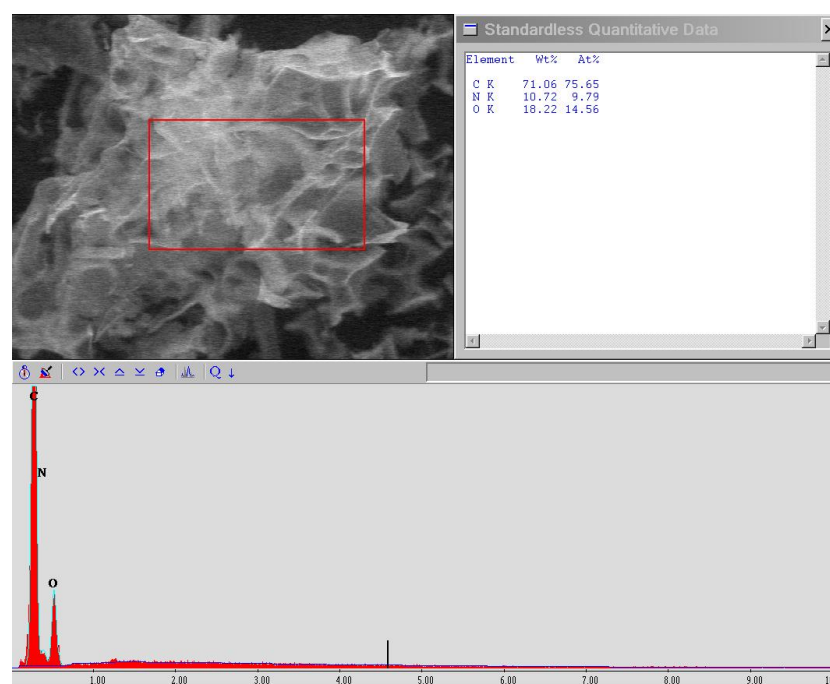 Standardless Quantitative Data
Element Wt% At%
C K 71.06 75.65
N K 10.72 9.79
O K 18.22 14.56
Q
C
N
O
1.00 2.00 3.00 4.00 5.00 6.00 7.00 8.00 9.00